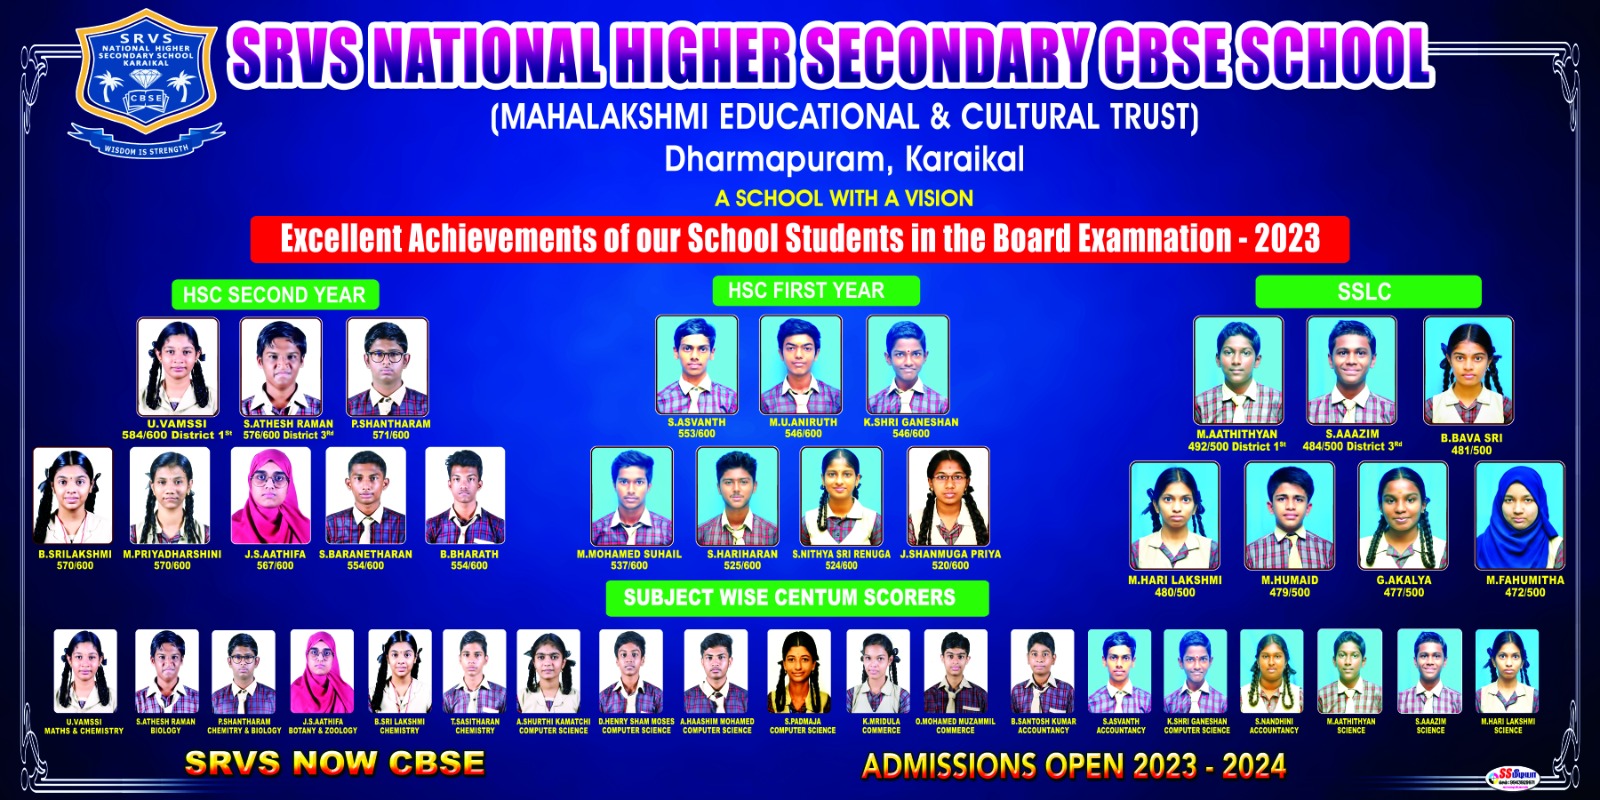 SRVS
NATIONAL HIGHER
SECONDARY SCHOOL
KARAIKAL
CBSE
WISDOM IS STRENGTH
SRVS NATIONAL HIGHER SECONDARY CBSE SCHOOL
(MAHALAKSHMI EDUCATIONAL & CULTURAL TRUST)
Dharmapuram, Karaikal
A SCHOOL WITH A VISION
Excellent Achievements of our School Students in the Board Examnation - 2023
HSC SECOND YEAR
U.VAMSSI
584/600 District 1st
S.ATHESH RAMAN
576/600 District 3Rd
P.SHANTHARAM
571/600
B.SRILAKSHMI
570/600
M.PRIYADHARSHINI
570/600
J.S.AATHIFA
567/600
S.BARANETHARAN
554/600
B.BHARATH
554/600
HSC FIRST YEAR
S.ASVANTH
553/600
M.U.ANIRUTH
546/600
K.SHRI GANESHAN
546/600
M.MOHAMED SUHAIL
537/600
S.HARIHARAN
525/600
S.NITHYA SRI RENUGA
524/600
J.SHANMUGA PRIYA
520/600
SSLC
M.AATHITHYAN
492/500 District 1st
S.AAAZIM
484/500 District 3Rd
B.BAVA SRI
481/500
M.HARI LAKSHMI
480/500
M.HUMAID
479/500
G.AKALYA
477/500
M.FAHUMITHA
472/500
SUBJECT WISE CENTUM SCORERS
U.VAMSSI
MATHS & CHEMISTRY
S.ATHESH RAMAN
BIOLOGY
P.SHANTHARAM
CHEMITRY & BIOLOGY
J.S.AATHIFA
BOTANY & ZOOLOGY
B.SRI LAKSHMI
CHEMISTRY
T.SASITHARAN
CHEMISTRY
A.SHURTHI KAMATCHI
COMPUTER SCIENCE
D.HENRY SHAM MOSES
COMPUTER SCIENCE
A.HAASHIM MOHAMED
COMPUTER SCIENCE
S.PADMAJA
COMPUTER SCIENCE
K.MRIDULA
COMMERCE
O.MOHAMED MUZAMMIL
COMMERCE
B.SANTOSH KUMAR
ACCOUNTANCY
S.ASVANTH
ACCOUNTANCY
K.SHRI GANESHAN
COMPUTER SCIENCE
S.NANDHINI
ACCOUNTANCY
M.AATHITHYAN
SCIENCE
S.AAAZIM
SCIENCE
M.HARI LAKSHMI
SCIENCE
SRVS NOW CBSE
ADMISSIONS OPEN 2023 - 2024
SS மீடியா